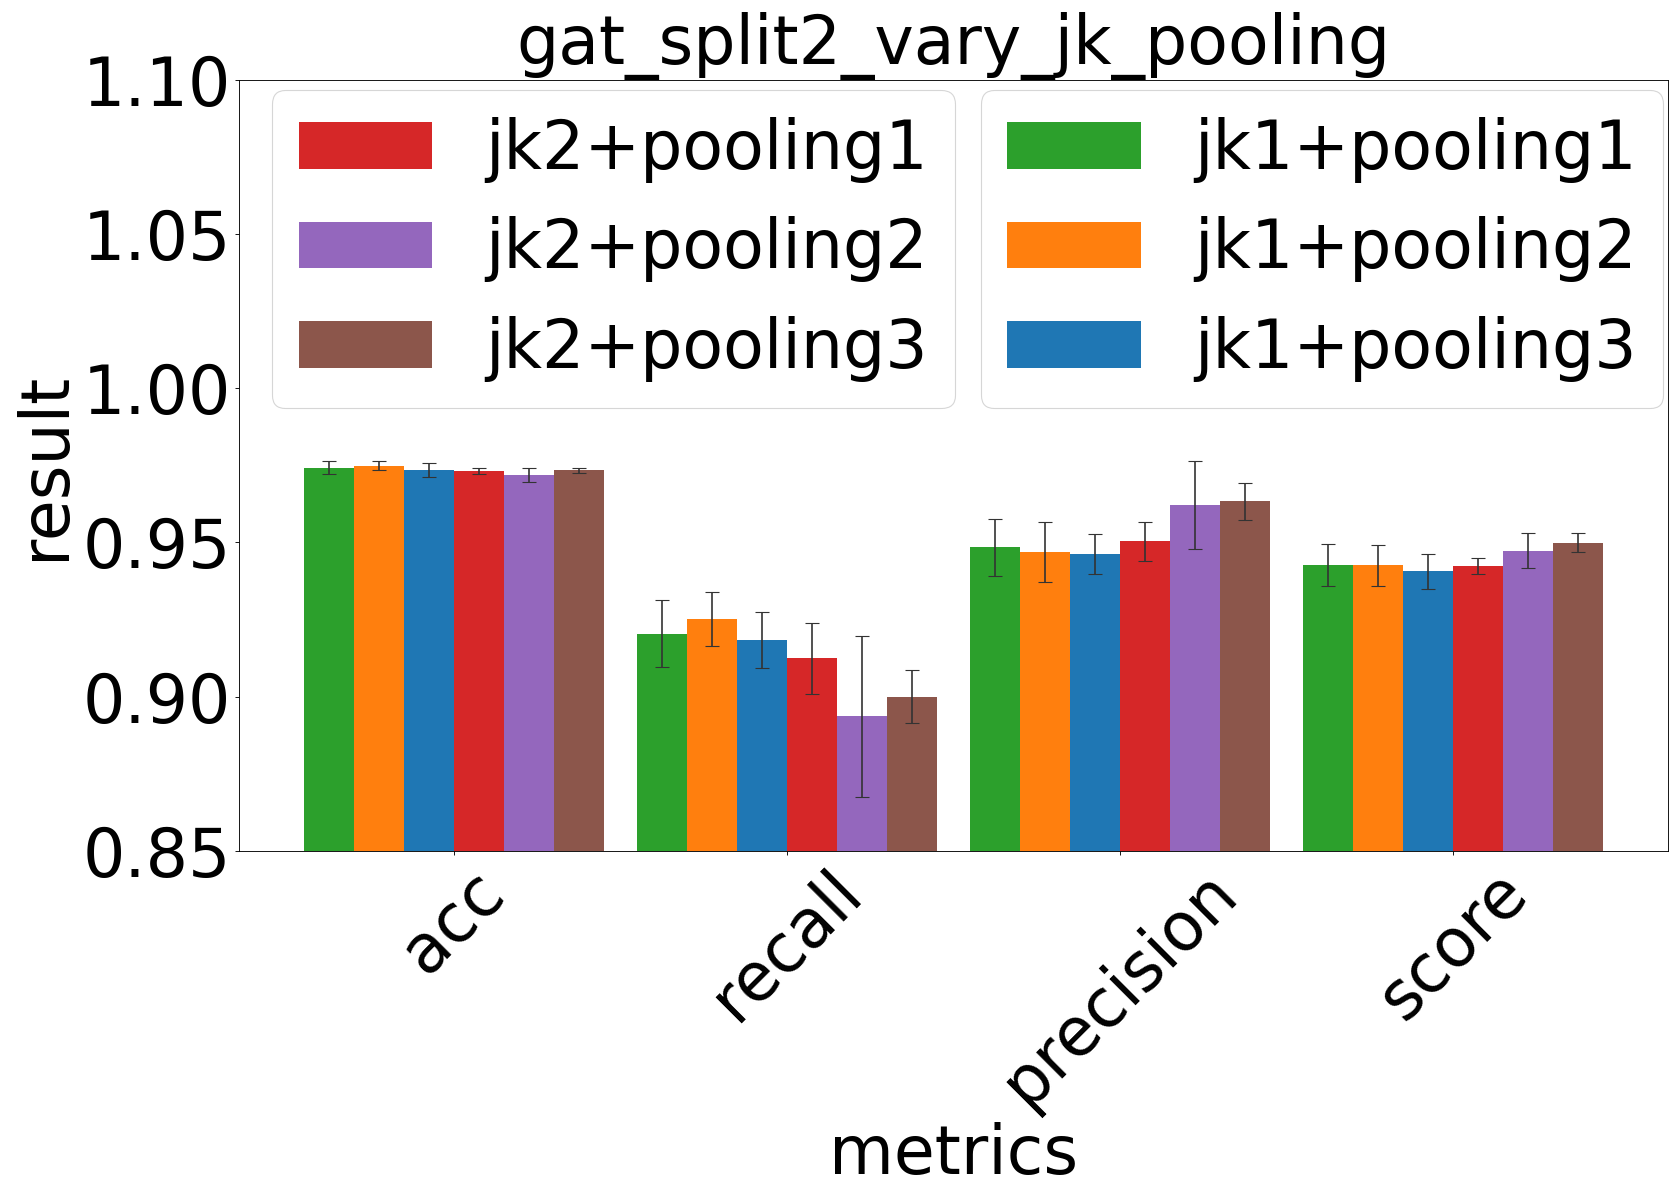 gat_split2_vary_jk_pooling
1.10
1.05
1.00
0.95
0.90
0.85
result
jk2+pooling1
jk2+pooling2
jk2+pooling3
jk1+pooling1
jk1+pooling2
jk1+pooling3
acc
recall
precision
score
metrics